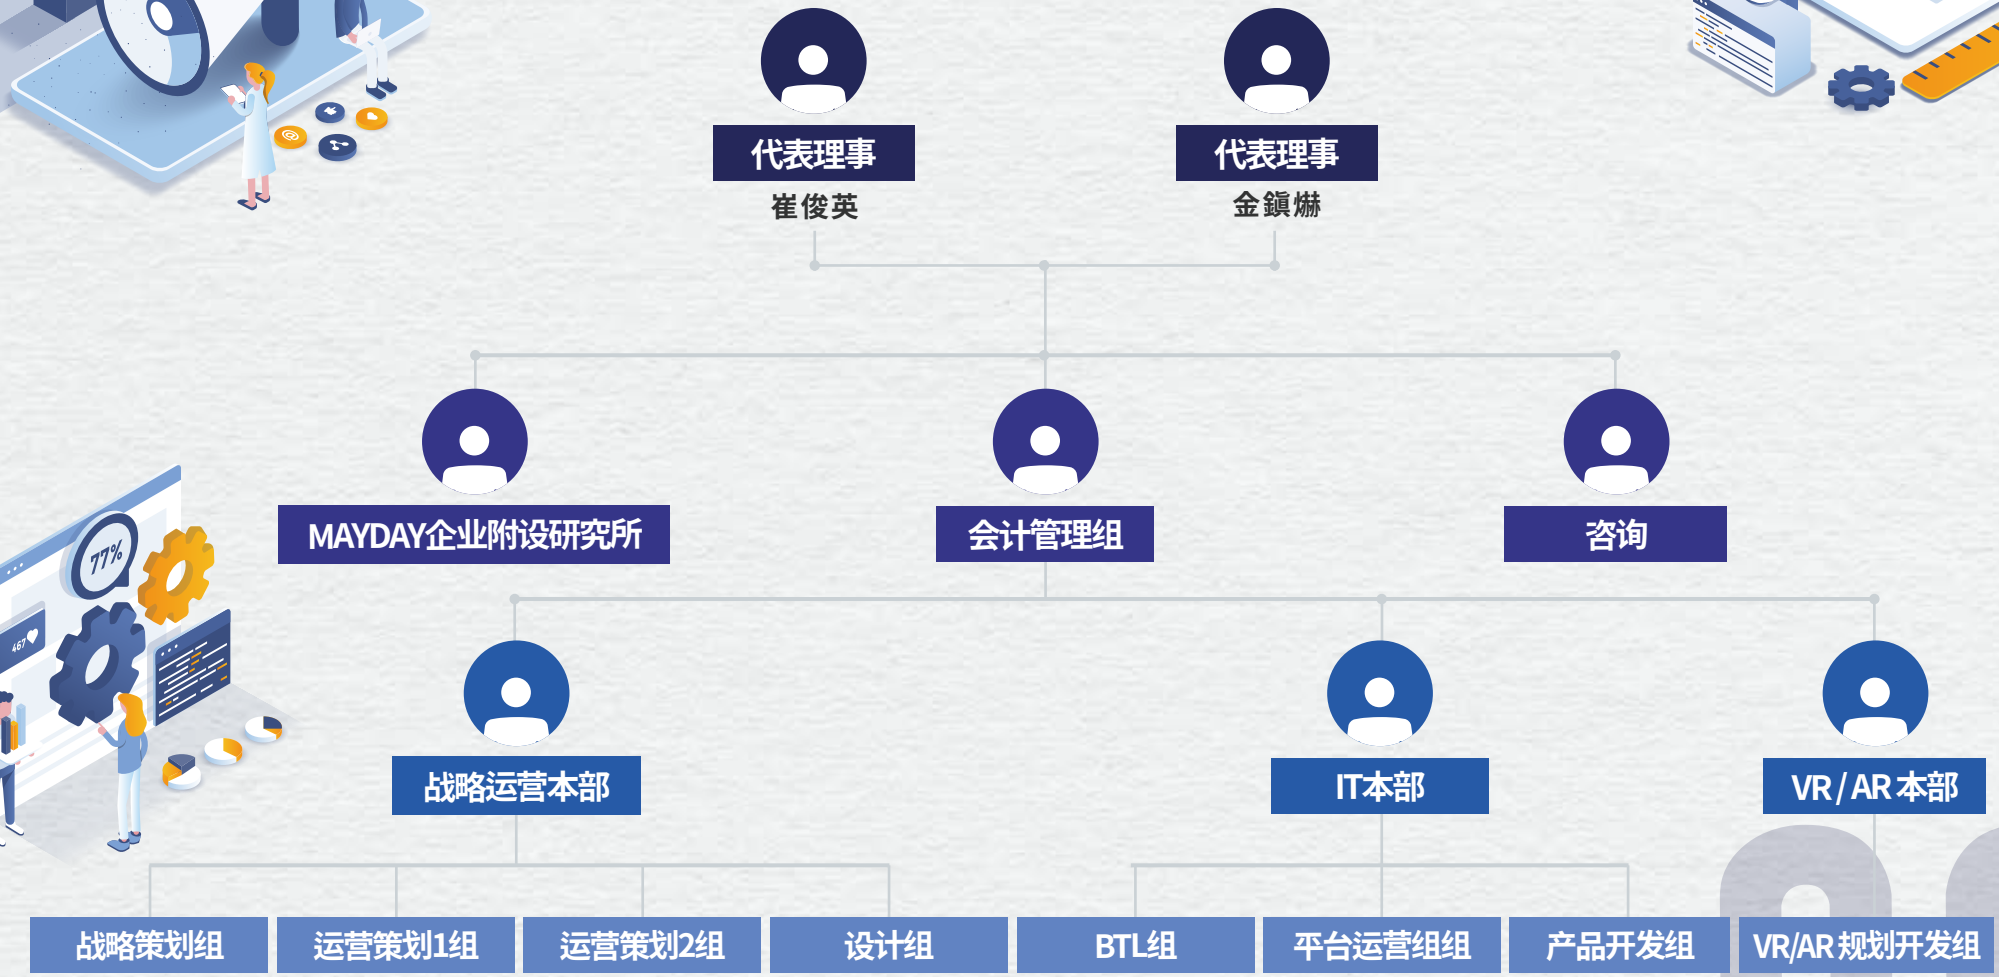 代表理事
代表理事
崔俊英
金鎭爀
MAYDAY企业附设研究所
会计管理组
咨询
77%
467
战略运营本部
IT本部
VR / AR 本部
战略策划组
运营策划1组
运营策划2组
设计组
BTL组
平台运营组组
产品开发组
VR/AR 规划开发组